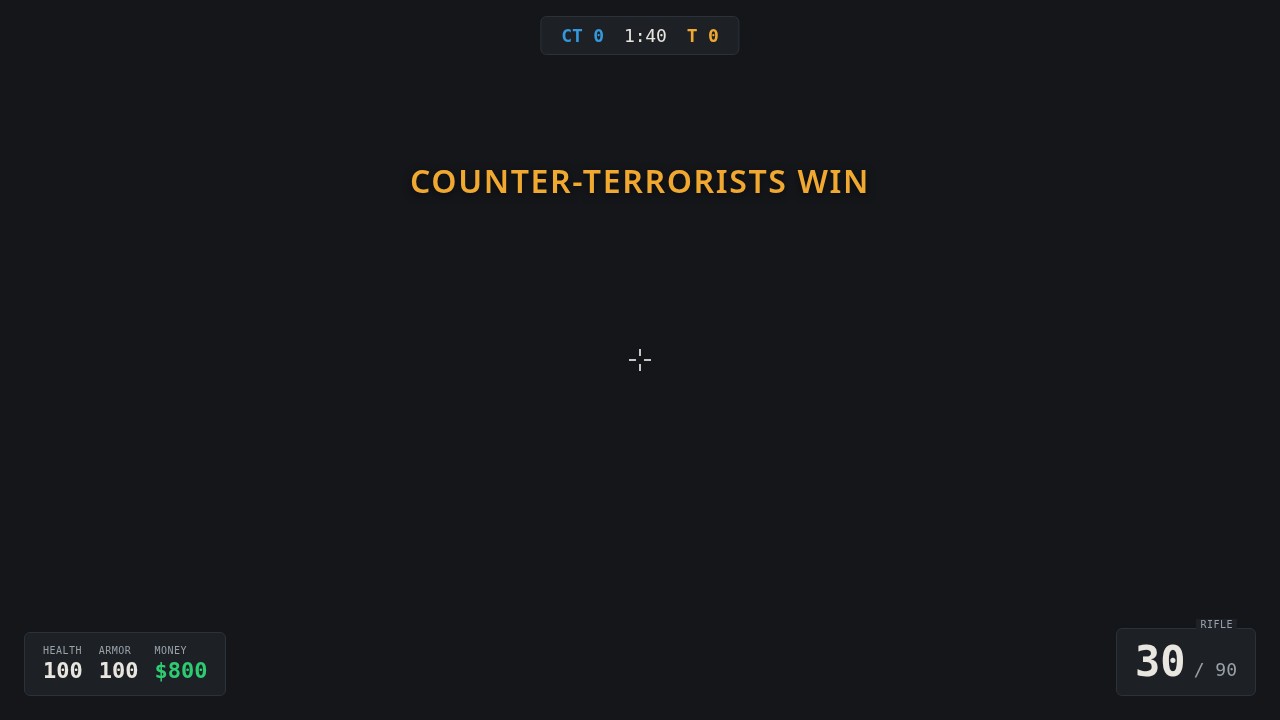 CT 0 1:40 T 0
COUNTER-TERRORISTS WIN
RIFLE
HEALTH ARMOR MONEY
100 100 $800
30 / 90